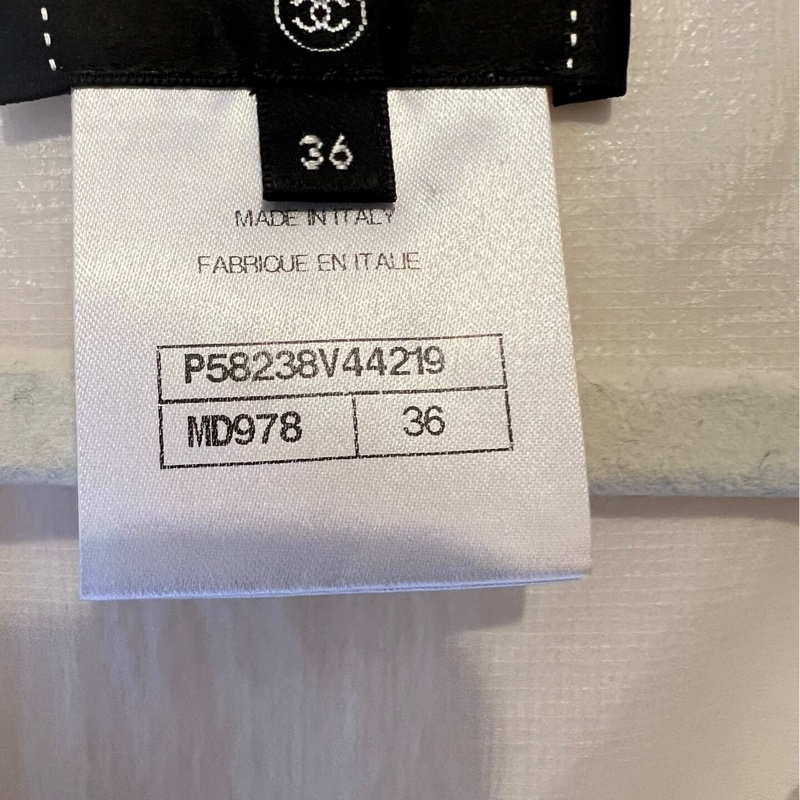 36
MADE IN ITALY
FABRIQUE EN ITALIE
P58238V44219
MD978 36